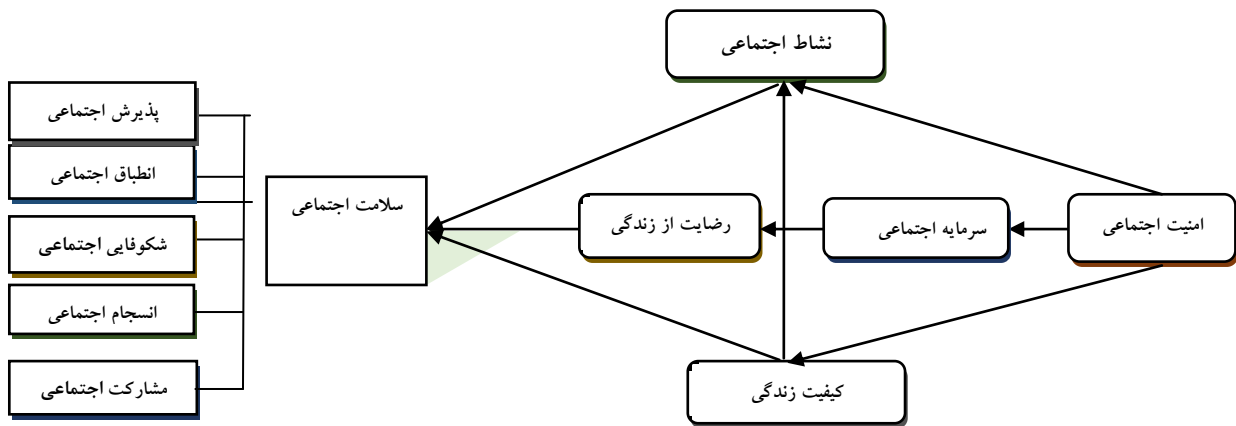 نشاط اجتماعی
پذیرش اجتماعی
انطباق اجتماعی
سلامت اجتماعی
رضایت از زندگی
سرمایه اجتماعی
امنیت اجتماعی
شکوفایی اجتماعی
انسجام اجتماعی
مشارکت اجتماعی
کیفیت زندگی